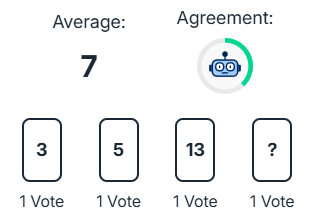 Average:
Agreement:
7
3
5
13
?
1 Vote
1 Vote
1 Vote
1 Vote